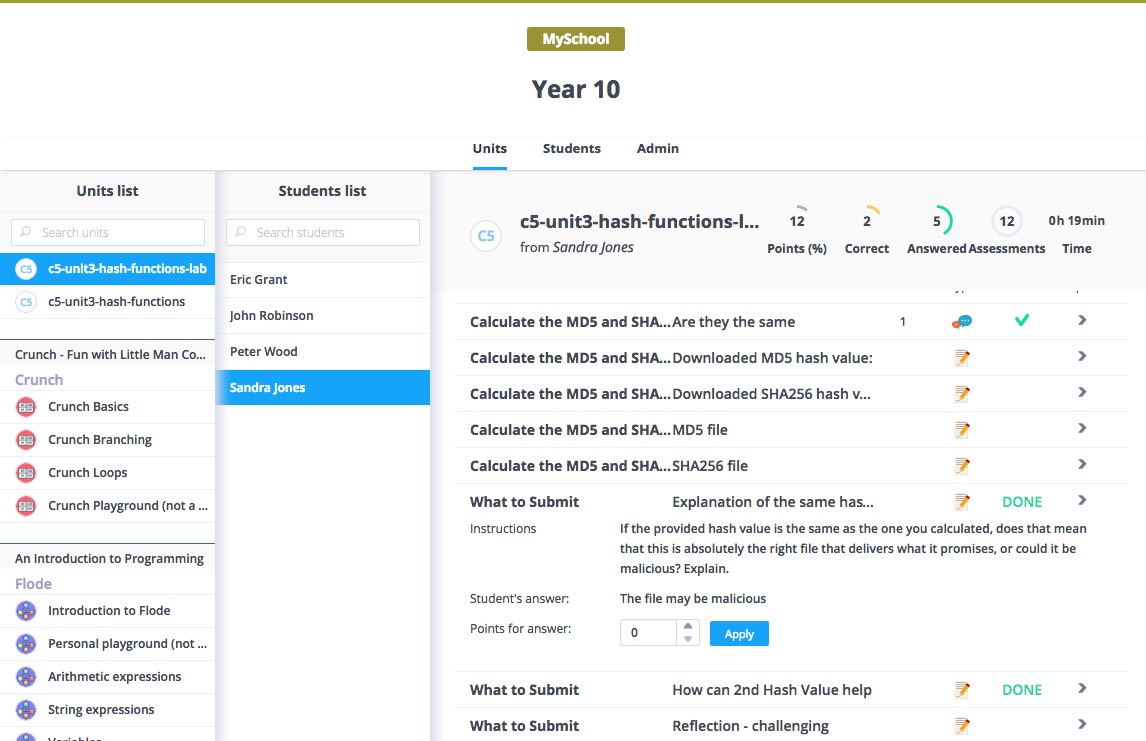 MySchool
Year 10
Units Students Admin
Units list
Search units
c5-unit3-hash-functions-lab
C5
c5-unit3-hash-functions
C5
Crunch - Fun with Little Man Co...
Crunch
Crunch Basics
Crunch Branching
Crunch Loops
Crunch Playground (not a ...
An Introduction to Programming
Flode
Introduction to Flode
Personal playground (not ...
Arithmetic expressions
String expressions
Students list
Search students
Eric Grant
John Robinson
Peter Wood
Sandra Jones
C5
c5-unit3-hash-functions-l...
from Sandra Jones
12 2 5 12 0h 19min
Points (%) Correct Answered Assessments Time
Calculate the MD5 and SHA... Are they the same 1
Calculate the MD5 and SHA... Downloaded MD5 hash value:
Calculate the MD5 and SHA... Downloaded SHA256 hash v...
Calculate the MD5 and SHA... MD5 file
Calculate the MD5 and SHA... SHA256 file
What to Submit Explanation of the same has... DONE
Instructions If the provided hash value is the same as the one you calculated, does that mean
that this is absolutely the right file that delivers what it promises, or could it be
malicious? Explain.
Student's answer: The file may be malicious
Points for answer: 0 Apply
What to Submit How can 2nd Hash Value help DONE
What to Submit Reflection - challenging